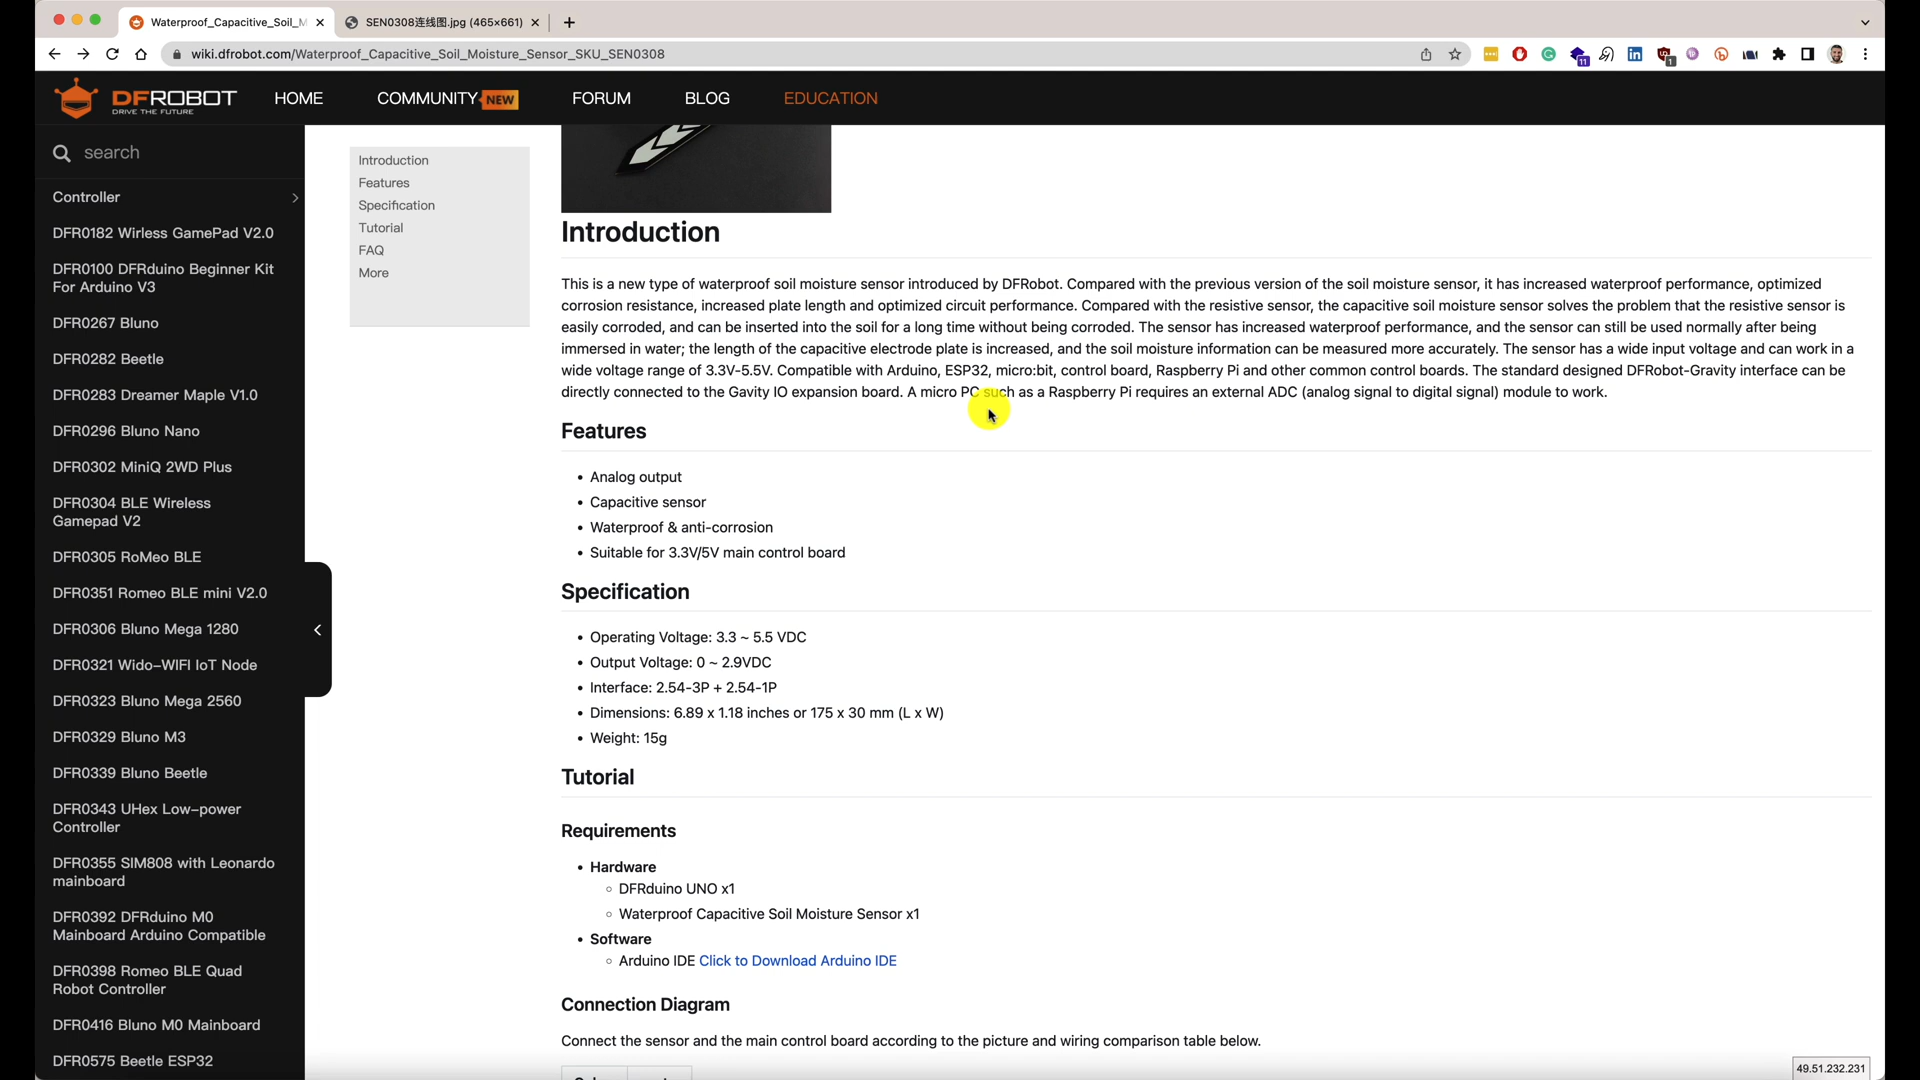 Waterproof_Capacitive_Soil_M
SEN0308连线图.jpg (465×661)
wiki.dfrobot.com/Waterproof_Capacitive_Soil_Moisture_Sensor_SKU_SEN0308
11
1
DFROBOT
DRIVE THE FUTURE
HOME
COMMUNITY NEW
FORUM
BLOG
EDUCATION
search
Controller
DFR0182 Wirless GamePad V2.0
DFR0100 DFRduino Beginner Kit
For Arduino V3
DFR0267 Bluno
DFR0282 Beetle
DFR0283 Dreamer Maple V1.0
DFR0296 Bluno Nano
DFR0302 MiniQ 2WD Plus
DFR0304 BLE Wireless
Gamepad V2
DFR0305 RoMeo BLE
DFR0351 Romeo BLE mini V2.0
DFR0306 Bluno Mega 1280
DFR0321 Wido-WIFI IoT Node
DFR0323 Bluno Mega 2560
DFR0329 Bluno M3
DFR0339 Bluno Beetle
DFR0343 UHex Low-power
Controller
DFR0355 SIM808 with Leonardo
mainboard
DFR0392 DFRduino M0
Mainboard Arduino Compatible
DFR0398 Romeo BLE Quad
Robot Controller
DFR0416 Bluno M0 Mainboard
DFR0575 Beetle ESP32
Introduction
Features
Specification
Tutorial
FAQ
More
Introduction
This is a new type of waterproof soil moisture sensor introduced by DFRobot. Compared with the previous version of the soil moisture sensor, it has increased waterproof performance, optimized
corrosion resistance, increased plate length and optimized circuit performance. Compared with the resistive sensor, the capacitive soil moisture sensor solves the problem that the resistive sensor is
easily corroded, and can be inserted into the soil for a long time without being corroded. The sensor has increased waterproof performance, and the sensor can still be used normally after being
immersed in water; the length of the capacitive electrode plate is increased, and the soil moisture information can be measured more accurately. The sensor has a wide input voltage and can work in a
wide voltage range of 3.3V-5.5V. Compatible with Arduino, ESP32, micro:bit, control board, Raspberry Pi and other common control boards. The standard designed DFRobot-Gravity interface can be
directly connected to the Gavity IO expansion board. A micro PC such as a Raspberry Pi requires an external ADC (analog signal to digital signal) module to work.
Features
• Analog output
• Capacitive sensor
• Waterproof & anti-corrosion
• Suitable for 3.3V/5V main control board
Specification
• Operating Voltage: 3.3 ~ 5.5 VDC
• Output Voltage: 0 ~ 2.9VDC
• Interface: 2.54-3P + 2.54-1P
• Dimensions: 6.89 x 1.18 inches or 175 x 30 mm (L x W)
• Weight: 15g
Tutorial
Requirements
• Hardware
◦ DFRduino UNO x1
◦ Waterproof Capacitive Soil Moisture Sensor x1
• Software
◦ Arduino IDE Click to Download Arduino IDE
Connection Diagram
Connect the sensor and the main control board according to the picture and wiring comparison table below.
49.51.232.231